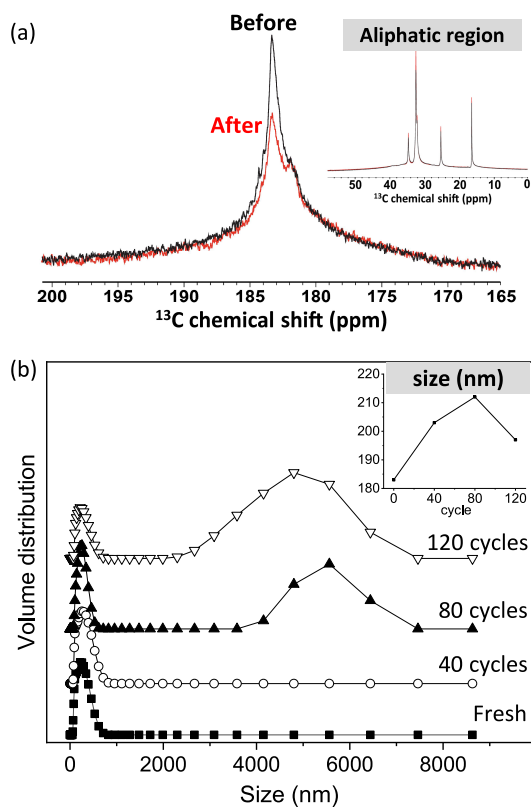 (a)
Before
After
Aliphatic region
50 40 30 20 10 0
¹³C chemical shift (ppm)
200 195 190 185 180 175 170 165
¹³C chemical shift (ppm)
(b)
size (nm)
220
210
200
190
180
0 40 80 120
cycle
120 cycles
80 cycles
40 cycles
Fresh
Volume distribution
0 2000 4000 6000 8000
Size (nm)